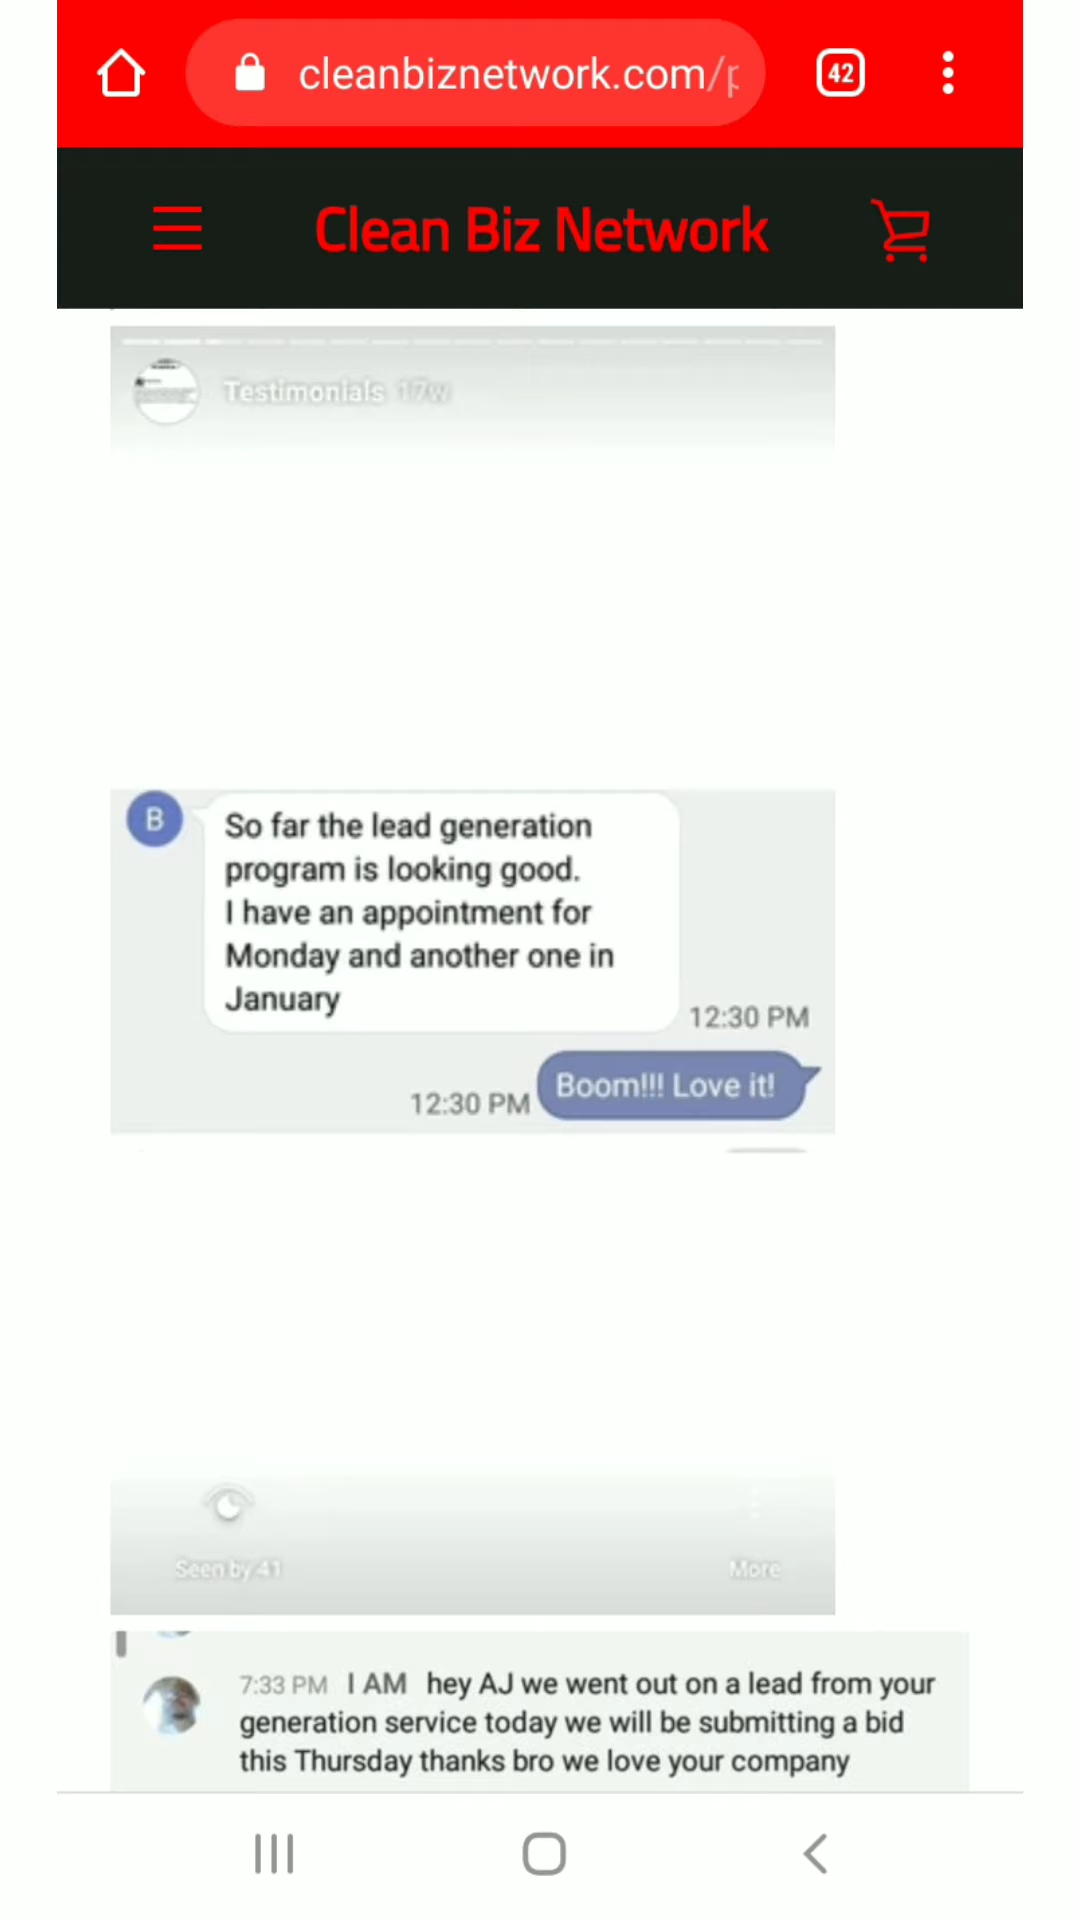 cleanbiznetwork.com/
42
Clean Biz Network
Testimonials 17w
B
So far the lead generation
program is looking good.
I have an appointment for
Monday and another one in
January
12:30 PM
Boom!!! Love it!
12:30 PM
Seen by 41
More
7:33 PM I AM hey AJ we went out on a lead from your
generation service today we will be submitting a bid
this Thursday thanks bro we love your company